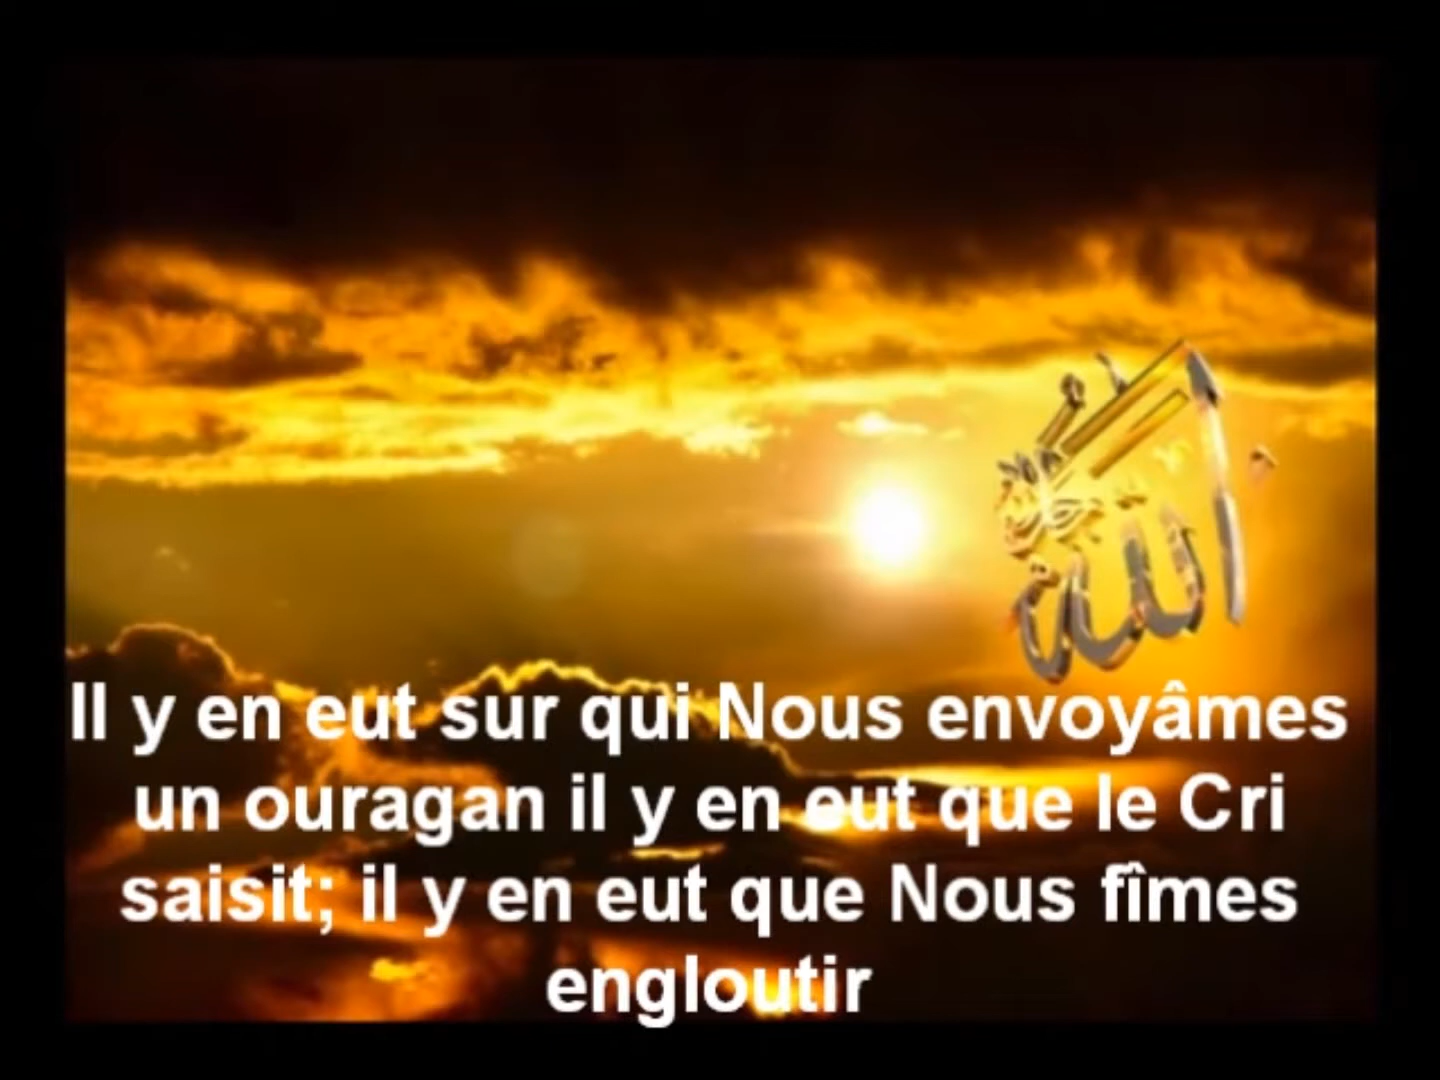 الله
Il y en eut sur qui Nous envoyâmes
un ouragan il y en eut que le Cri
saisit; il y en eut que Nous fîmes
engloutir